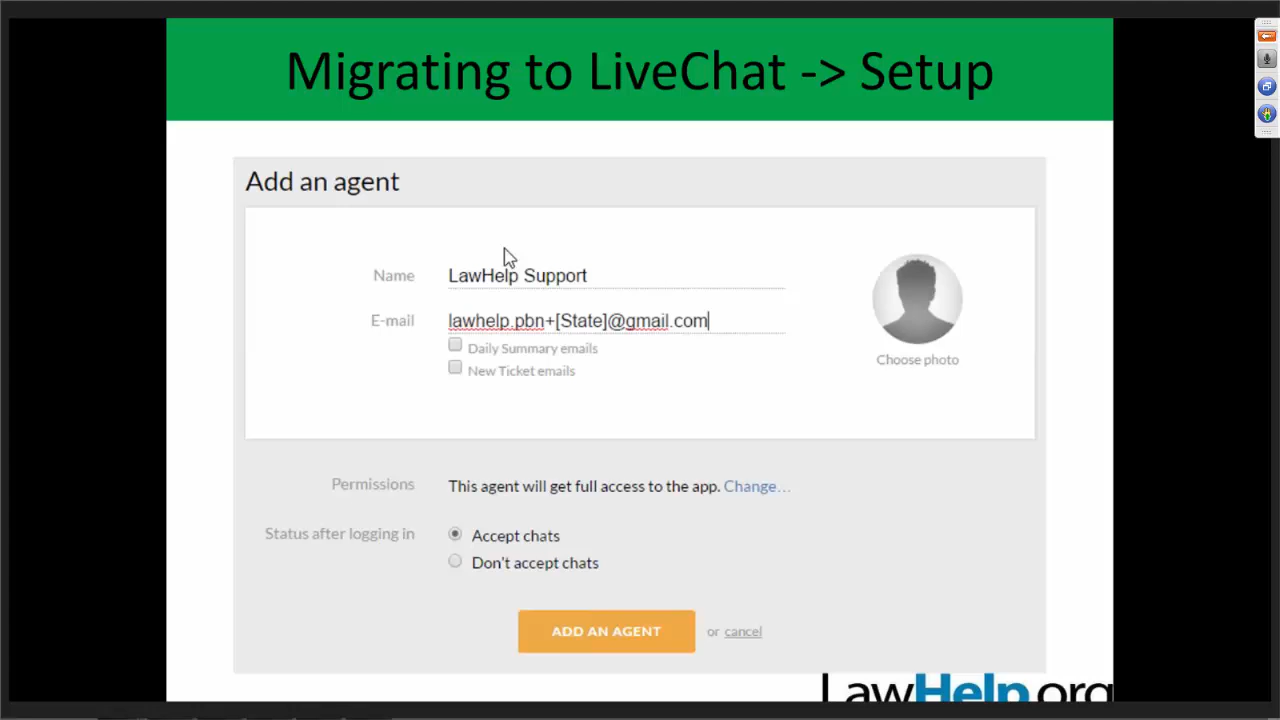 Migrating to LiveChat -> Setup
Add an agent
Name LawHelp Support
E-mail lawhelp.pbn+[State]@gmail.com
Daily Summary emails
New Ticket emails
Choose photo
Permissions This agent will get full access to the app. Change...
Status after logging in Accept chats
Don't accept chats
ADD AN AGENT or cancel
LawHelp.org